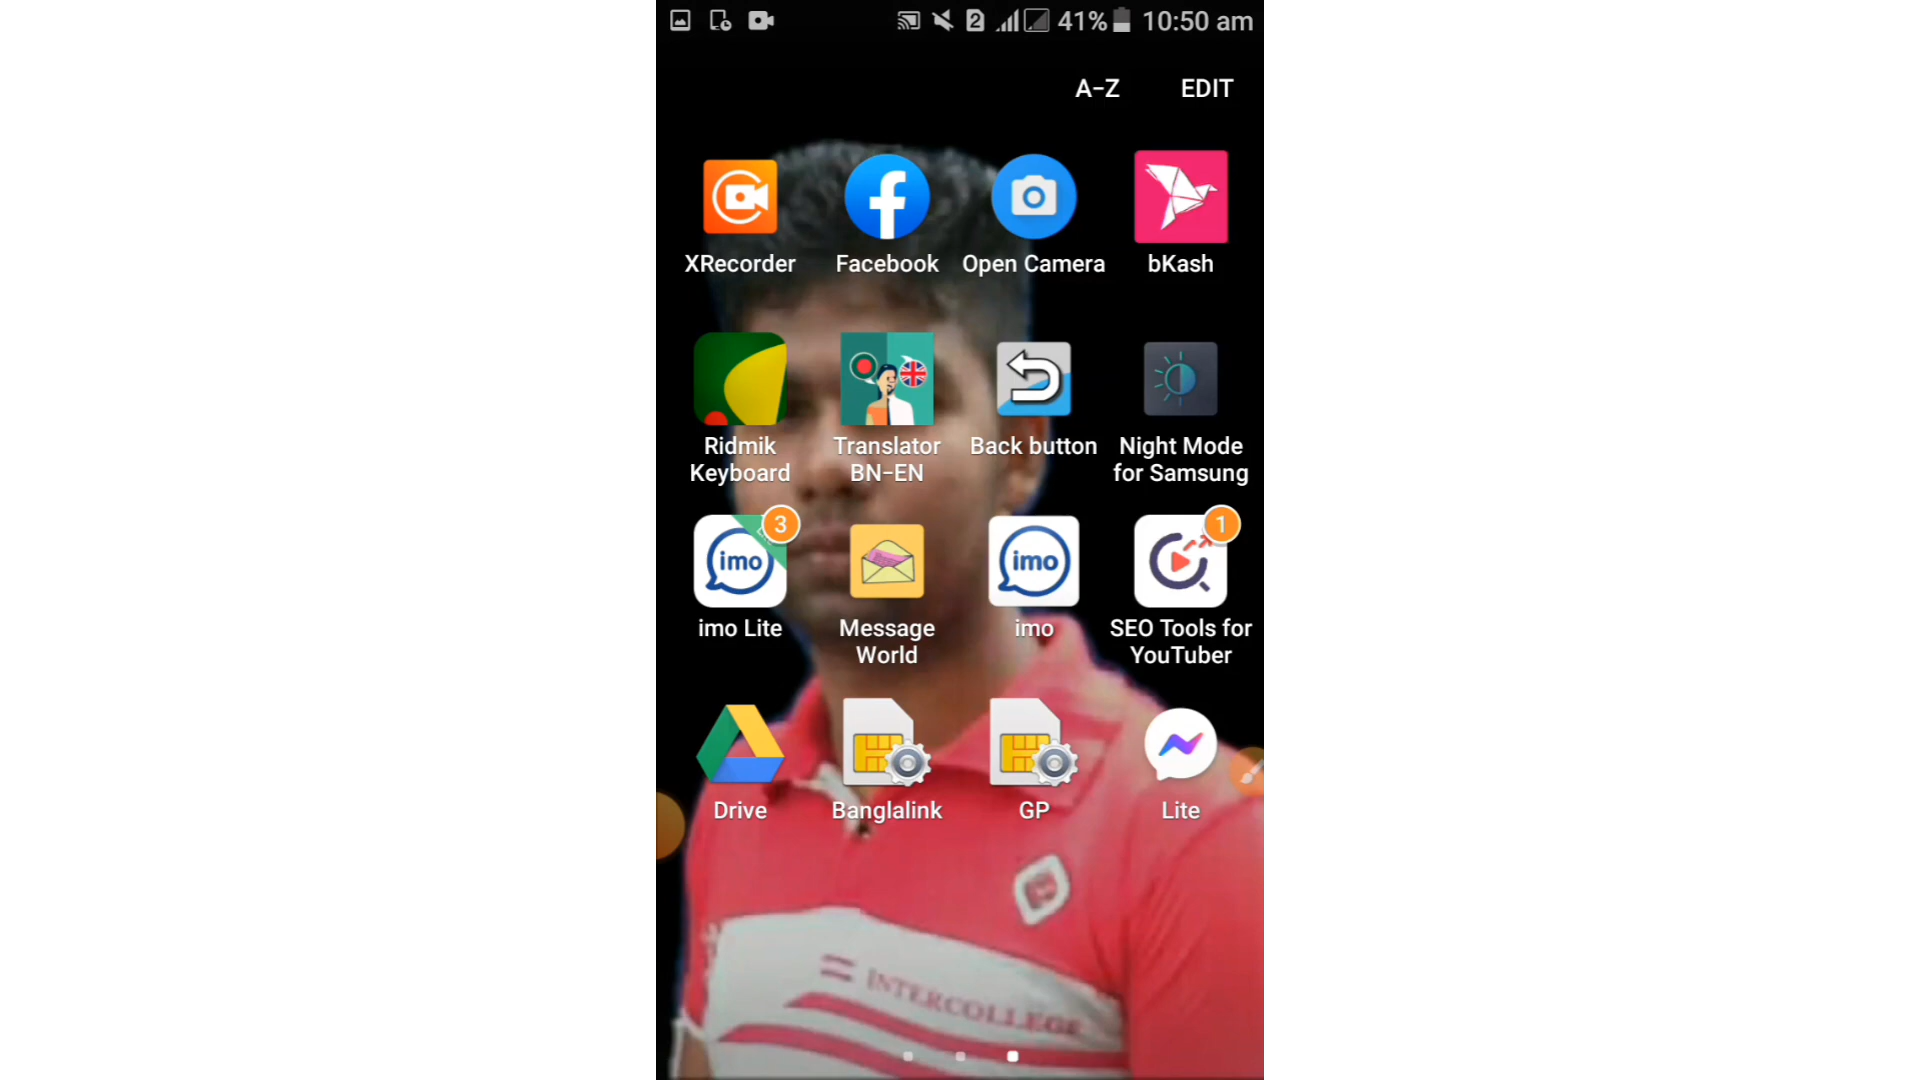 2 41% 10:50 am
A-Z EDIT
XRecorder Facebook Open Camera bKash
Ridmik Keyboard
Translator BN-EN
Back button
Night Mode for Samsung
3
imo
imo Lite
Message World
imo
imo
1
SEO Tools for YouTuber
Drive Banglalink GP Lite
INTERCOLLEGE